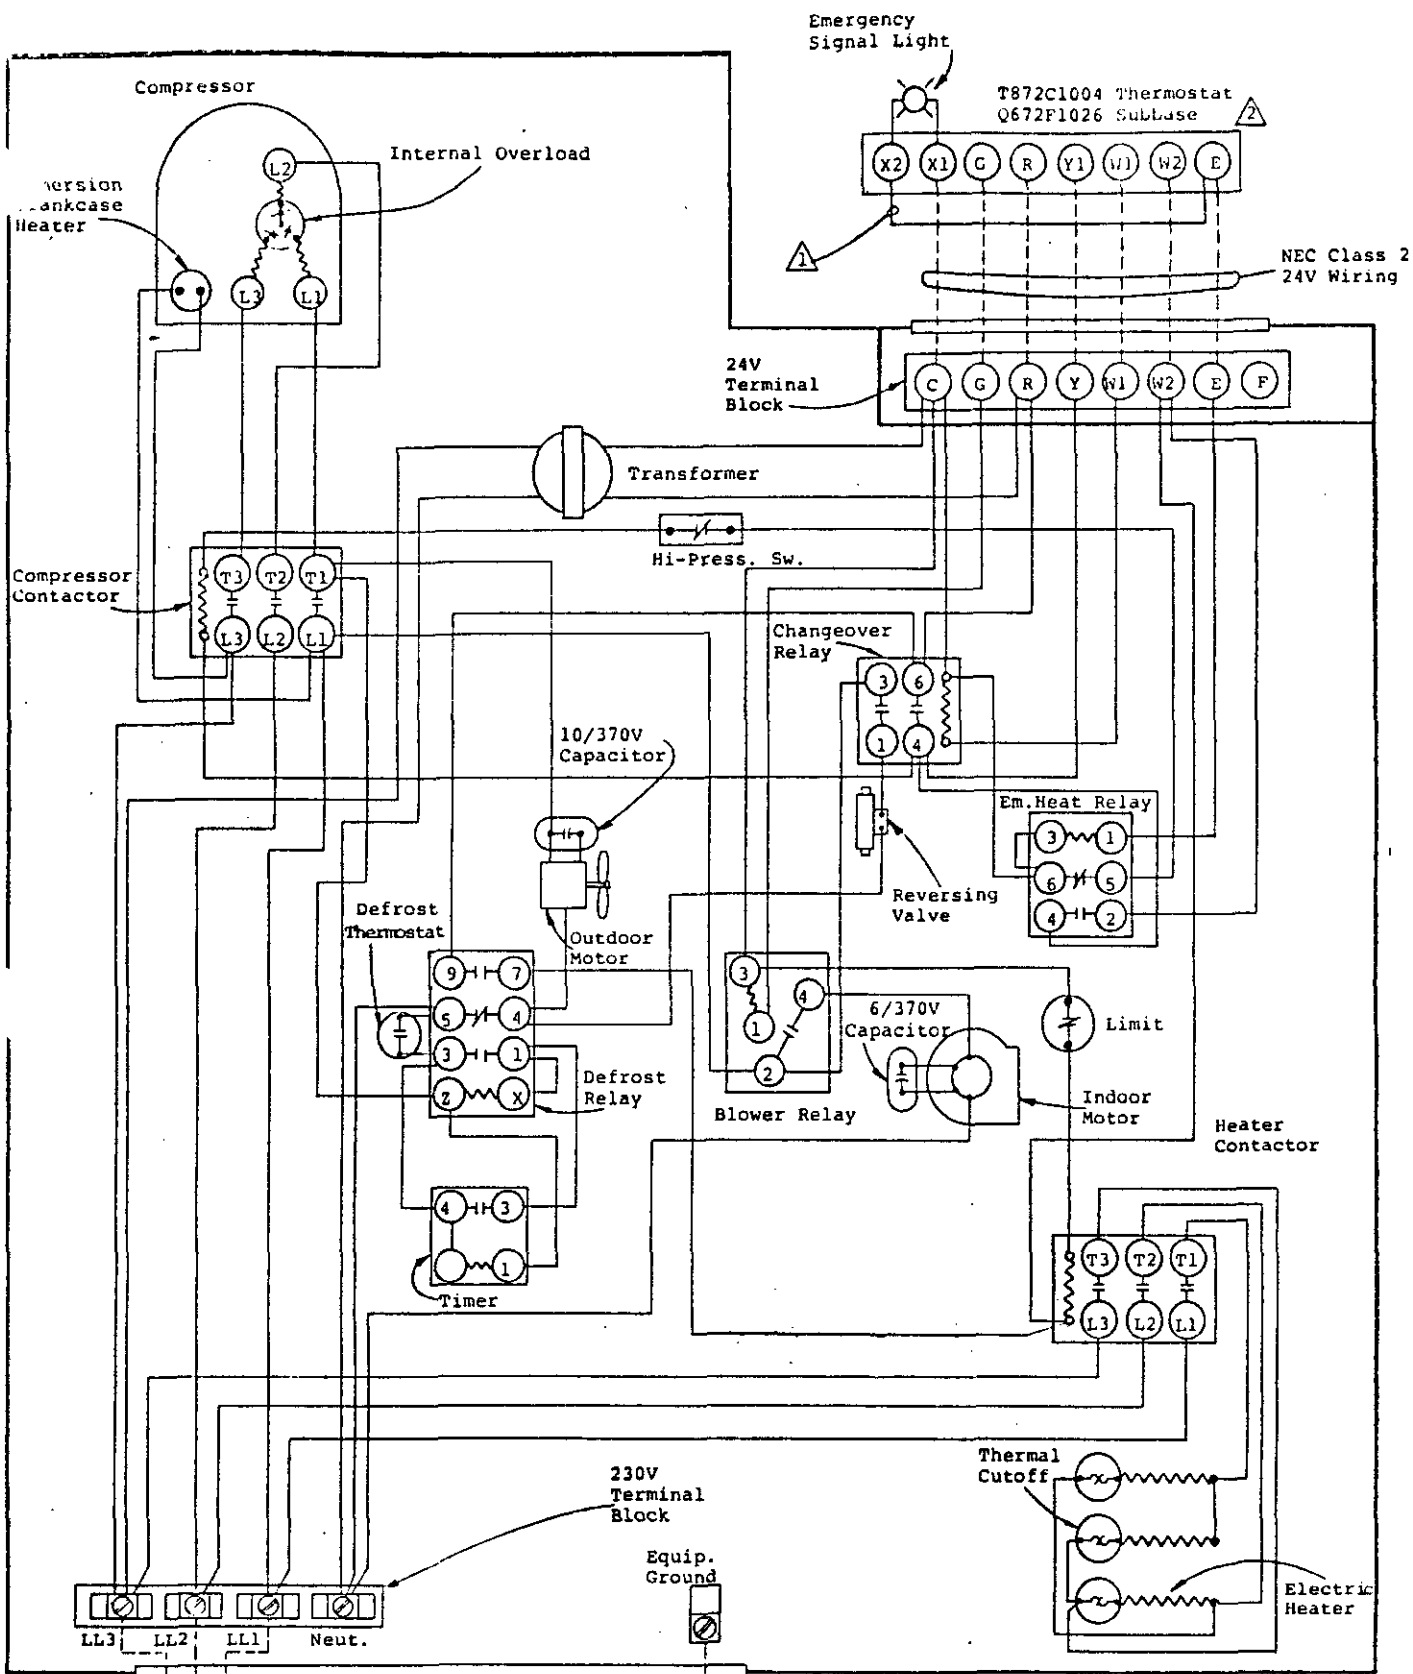 Emergency
Signal Light
T872C1004 Thermostat
Q672F1026 Subbase
2
X2 X1 G R Y1 W1 W2 E
1
NEC Class 2
24V Wiring
24V
Terminal
Block
C G R Y W1 W2 E F
Compressor
Internal Overload
L2
Heater
L3 L1
Transformer
Hi-Press. Sw.
Compressor
Contactor
T3 T2 T1
L3 L2 L1
Changeover
Relay
3 6
1 4
10/370V
Capacitor
Em.Heat Relay
3 1
6 5
4 2
Reversing
Valve
Defrost
Thermostat
Outdoor
Motor
9 7
5 4
3 1
Z X
Defrost
Relay
3
4
1
2
Blower Relay
6/370V
Capacitor
Limit
Indoor
Motor
Heater
Contactor
4 3
1
Timer
T3 T2 T1
L3 L2 L1
Thermal
Cutoff
Electric
Heater
230V
Terminal
Block
Equip.
Ground
LL3 LL2 LL1 Neut.